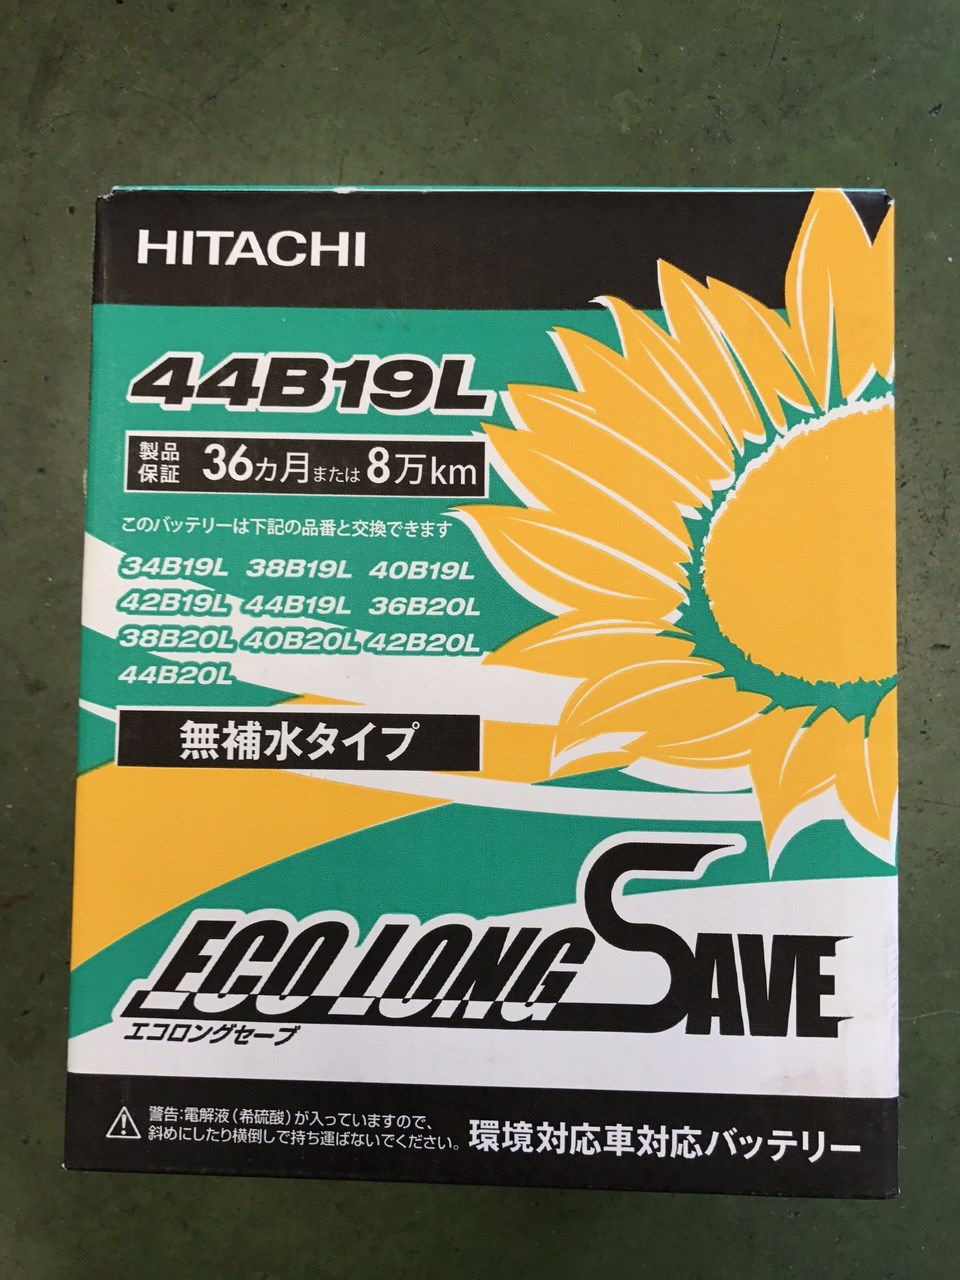 HITACHI
44B19L
製品保証 36カ月または8万km
このバッテリーは下記の品番と交換できます
34B19L 38B19L 40B19L
42B19L 44B19L 36B20L
38B20L 40B20L 42B20L
44B20L
無補水タイプ
ECO LONG SAVE
エコロングセーブ
警告:電解液(希硫酸)が入っていますので、
斜めにしたり横倒しで持ち運ばないでください。
環境対応車対応バッテリー